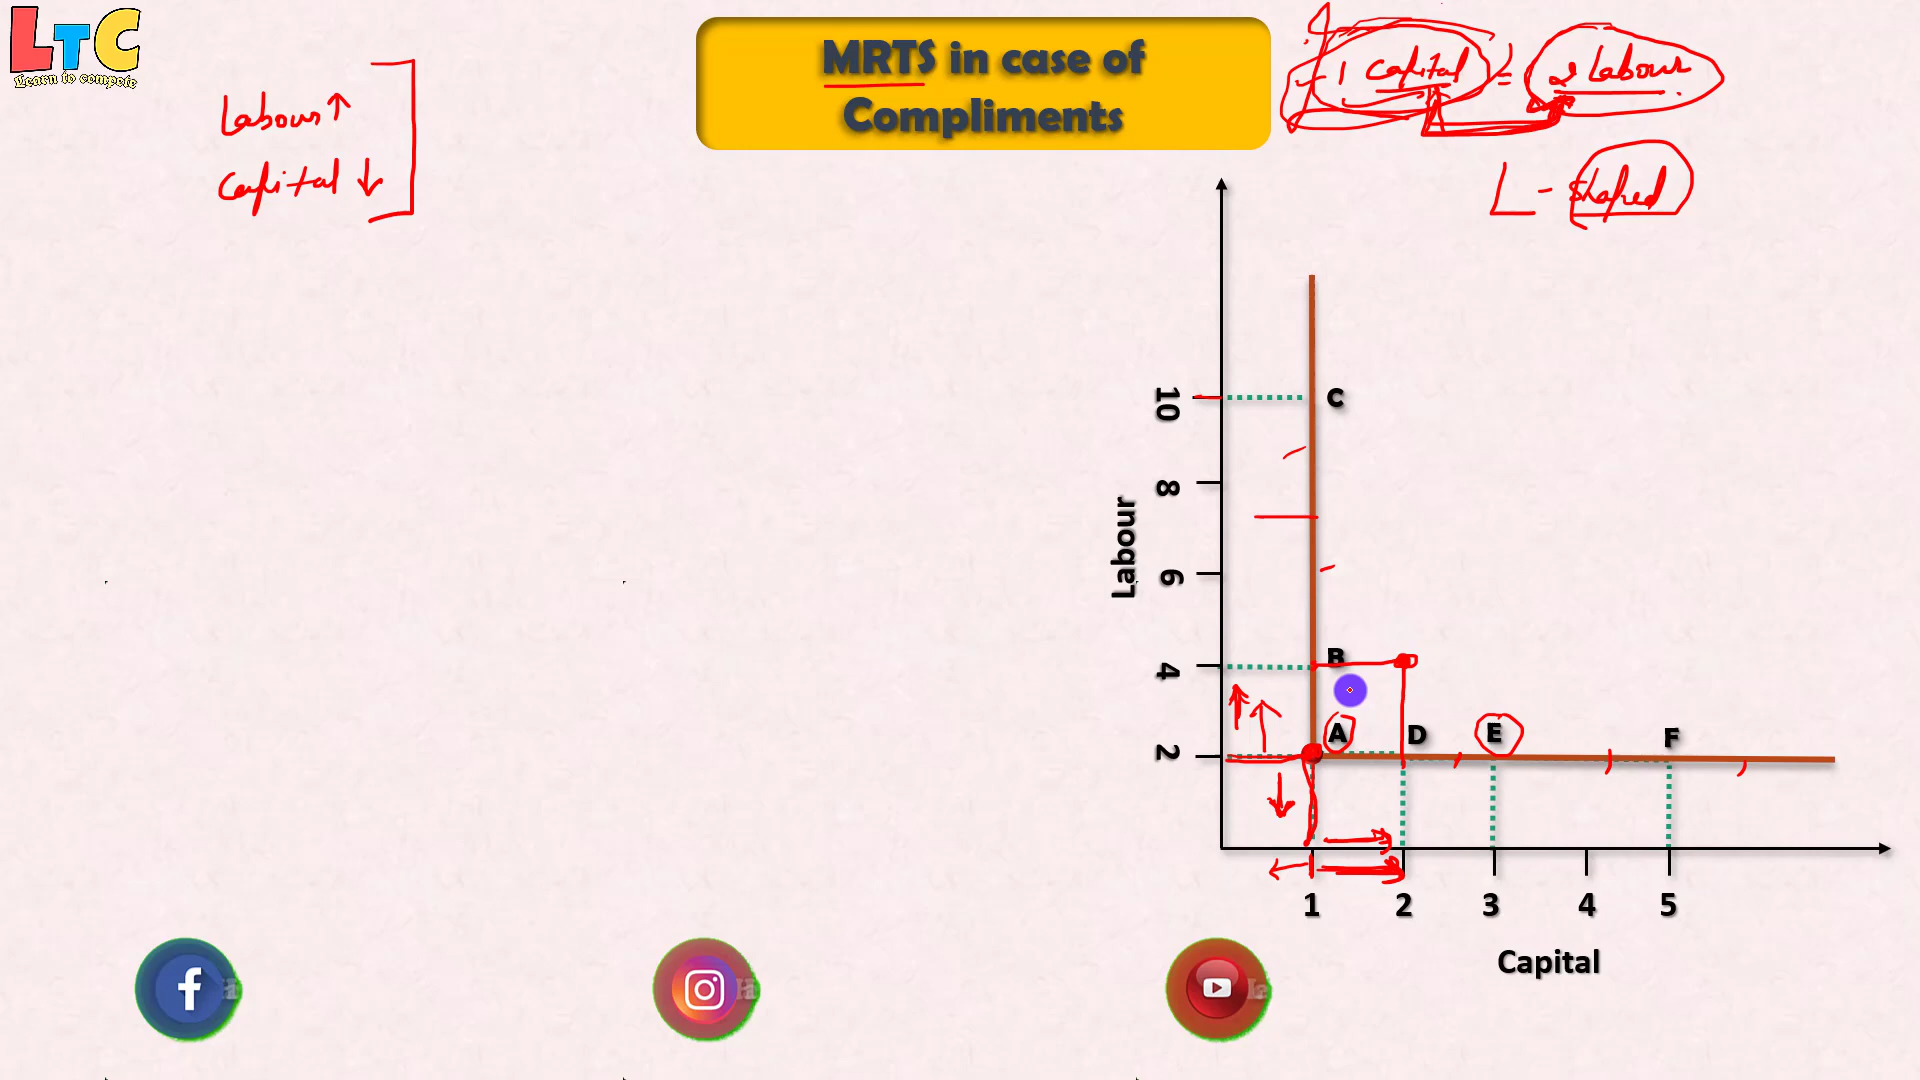 LTC
Learn to compete
MRTS in case of
Compliments
1 Capital = 2 Labour
L - Shaped
Labour ↑
Capital ↓
10
C
8
Labour
6
4
B
2
A
D
E
F
1
2
3
4
5
Capital